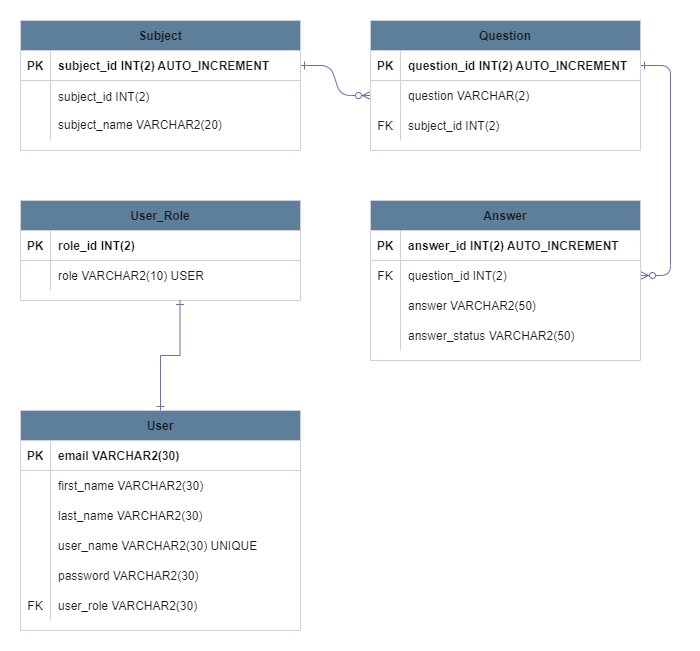 Subject
PK subject_id INT(2) AUTO_INCREMENT
subject_id INT(2)
subject_name VARCHAR2(20)
Question
PK question_id INT(2) AUTO_INCREMENT
question VARCHAR(2)
FK subject_id INT(2)
User_Role
PK role_id INT(2)
role VARCHAR2(10) USER
Answer
PK answer_id INT(2) AUTO_INCREMENT
FK question_id INT(2)
answer VARCHAR2(50)
answer_status VARCHAR2(50)
User
PK email VARCHAR2(30)
first_name VARCHAR2(30)
last_name VARCHAR2(30)
user_name VARCHAR2(30) UNIQUE
password VARCHAR2(30)
FK user_role VARCHAR2(30)